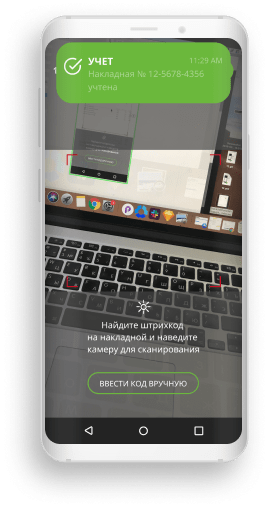 УЧЕТ 11:29 AM
Накладная № 12-5678-4356
учтена
Найдите штрихкод
на накладной и наведите
камеру для сканирования
ВВЕСТИ КОД ВРУЧНУЮ